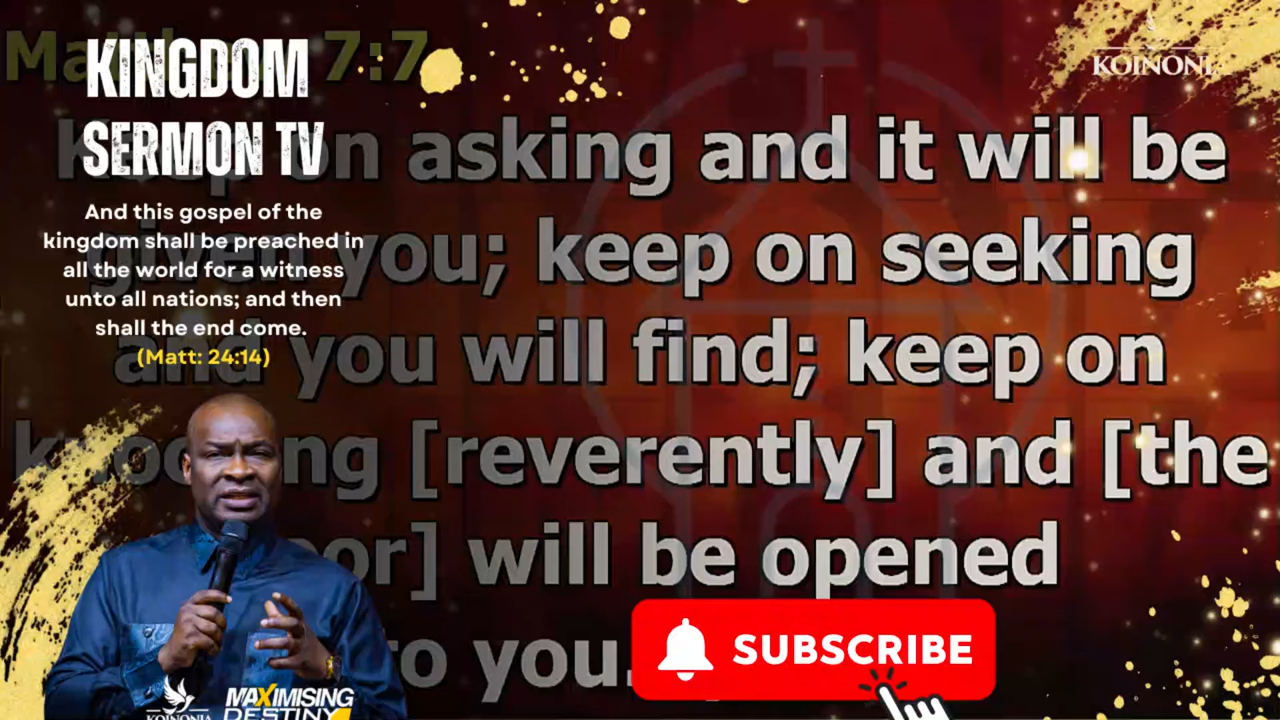 KINGDOM
SERMON TV
And this gospel of the
kingdom shall be preached in
all the world for a witness
unto all nations; and then
shall the end come.
(Matt: 24:14)
7:7
Keep on asking and it will be
given you; keep on seeking
and you will find; keep on
[reverently] and [the
will be opened
to you.
KOINONI
SUBSCRIBE
KOINONIA
MAXIMISING
DESTINY